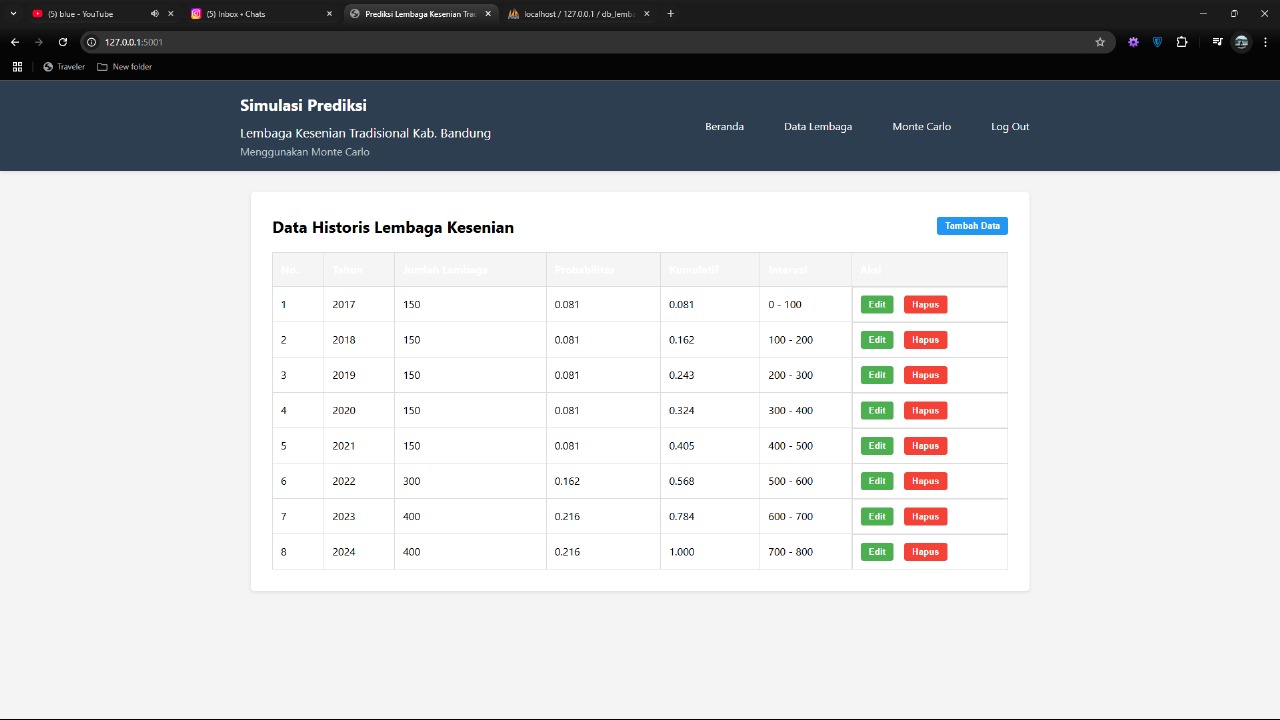 (5) blue - YouTube
(5) Inbox • Chats
Prediksi Lembaga Kesenian Tra
localhost / 127.0.0.1 / db_lemb
127.0.0.1:5001
Traveler
New folder
Simulasi Prediksi
Lembaga Kesenian Tradisional Kab. Bandung
Menggunakan Monte Carlo
Beranda Data Lembaga Monte Carlo Log Out
Data Historis Lembaga Kesenian
Tambah Data
No. Tahun Jumlah Lembaga Probabilitas Kumulatif Interval Aksi
1 2017 150 0.081 0.081 0 - 100 Edit Hapus
2 2018 150 0.081 0.162 100 - 200 Edit Hapus
3 2019 150 0.081 0.243 200 - 300 Edit Hapus
4 2020 150 0.081 0.324 300 - 400 Edit Hapus
5 2021 150 0.081 0.405 400 - 500 Edit Hapus
6 2022 300 0.162 0.568 500 - 600 Edit Hapus
7 2023 400 0.216 0.784 600 - 700 Edit Hapus
8 2024 400 0.216 1.000 700 - 800 Edit Hapus